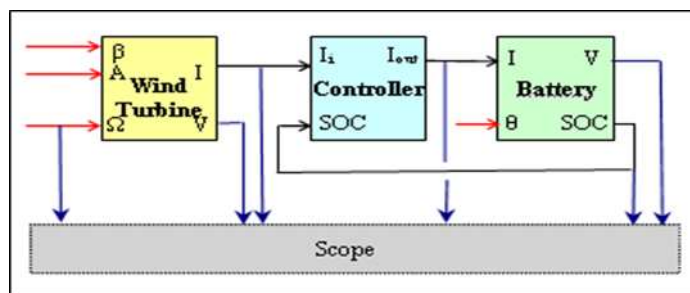 β
A I
Wind
Turbine
Ω V
Iᵢ Iₒᵤₜ
Controller
SOC
I V
Battery
θ SOC
Scope